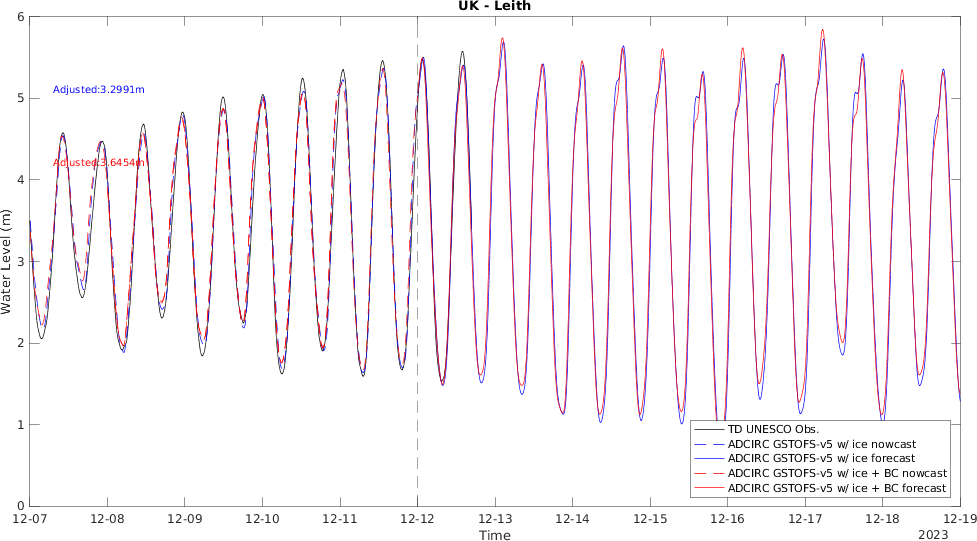 UK - Leith
6
5
4
3
2
1
0
Water Level (m)
Adjusted:3.2991m
Adjusted:3.6454m
TD UNESCO Obs.
ADCIRC GSTOFS-v5 w/ ice nowcast
ADCIRC GSTOFS-v5 w/ ice forecast
ADCIRC GSTOFS-v5 w/ ice + BC nowcast
ADCIRC GSTOFS-v5 w/ ice + BC forecast
12-07 12-08 12-09 12-10 12-11 12-12 12-13 12-14 12-15 12-16 12-17 12-18 12-19
Time
2023